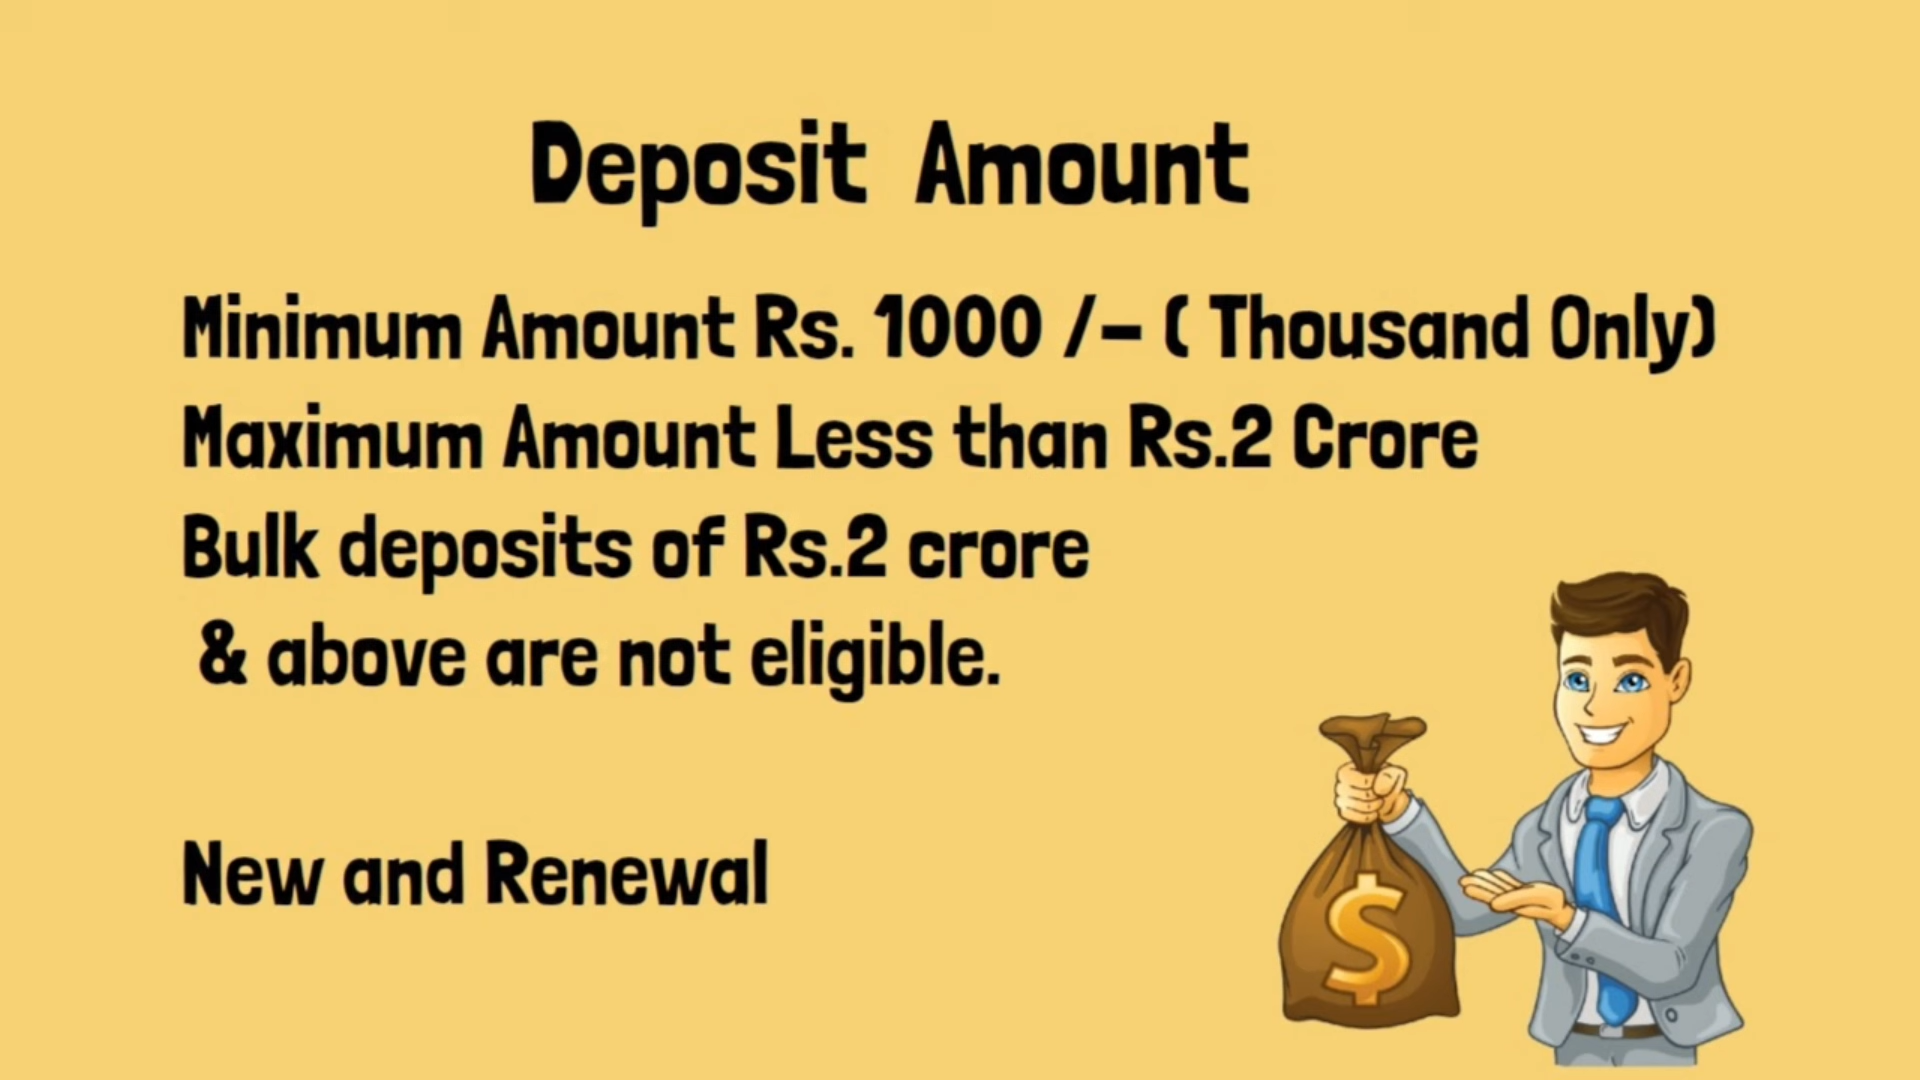 Deposit Amount
Minimum Amount Rs. 1000 /- ( Thousand Only)
Maximum Amount Less than Rs.2 Crore
Bulk deposits of Rs.2 crore
& above are not eligible.
New and Renewal
$